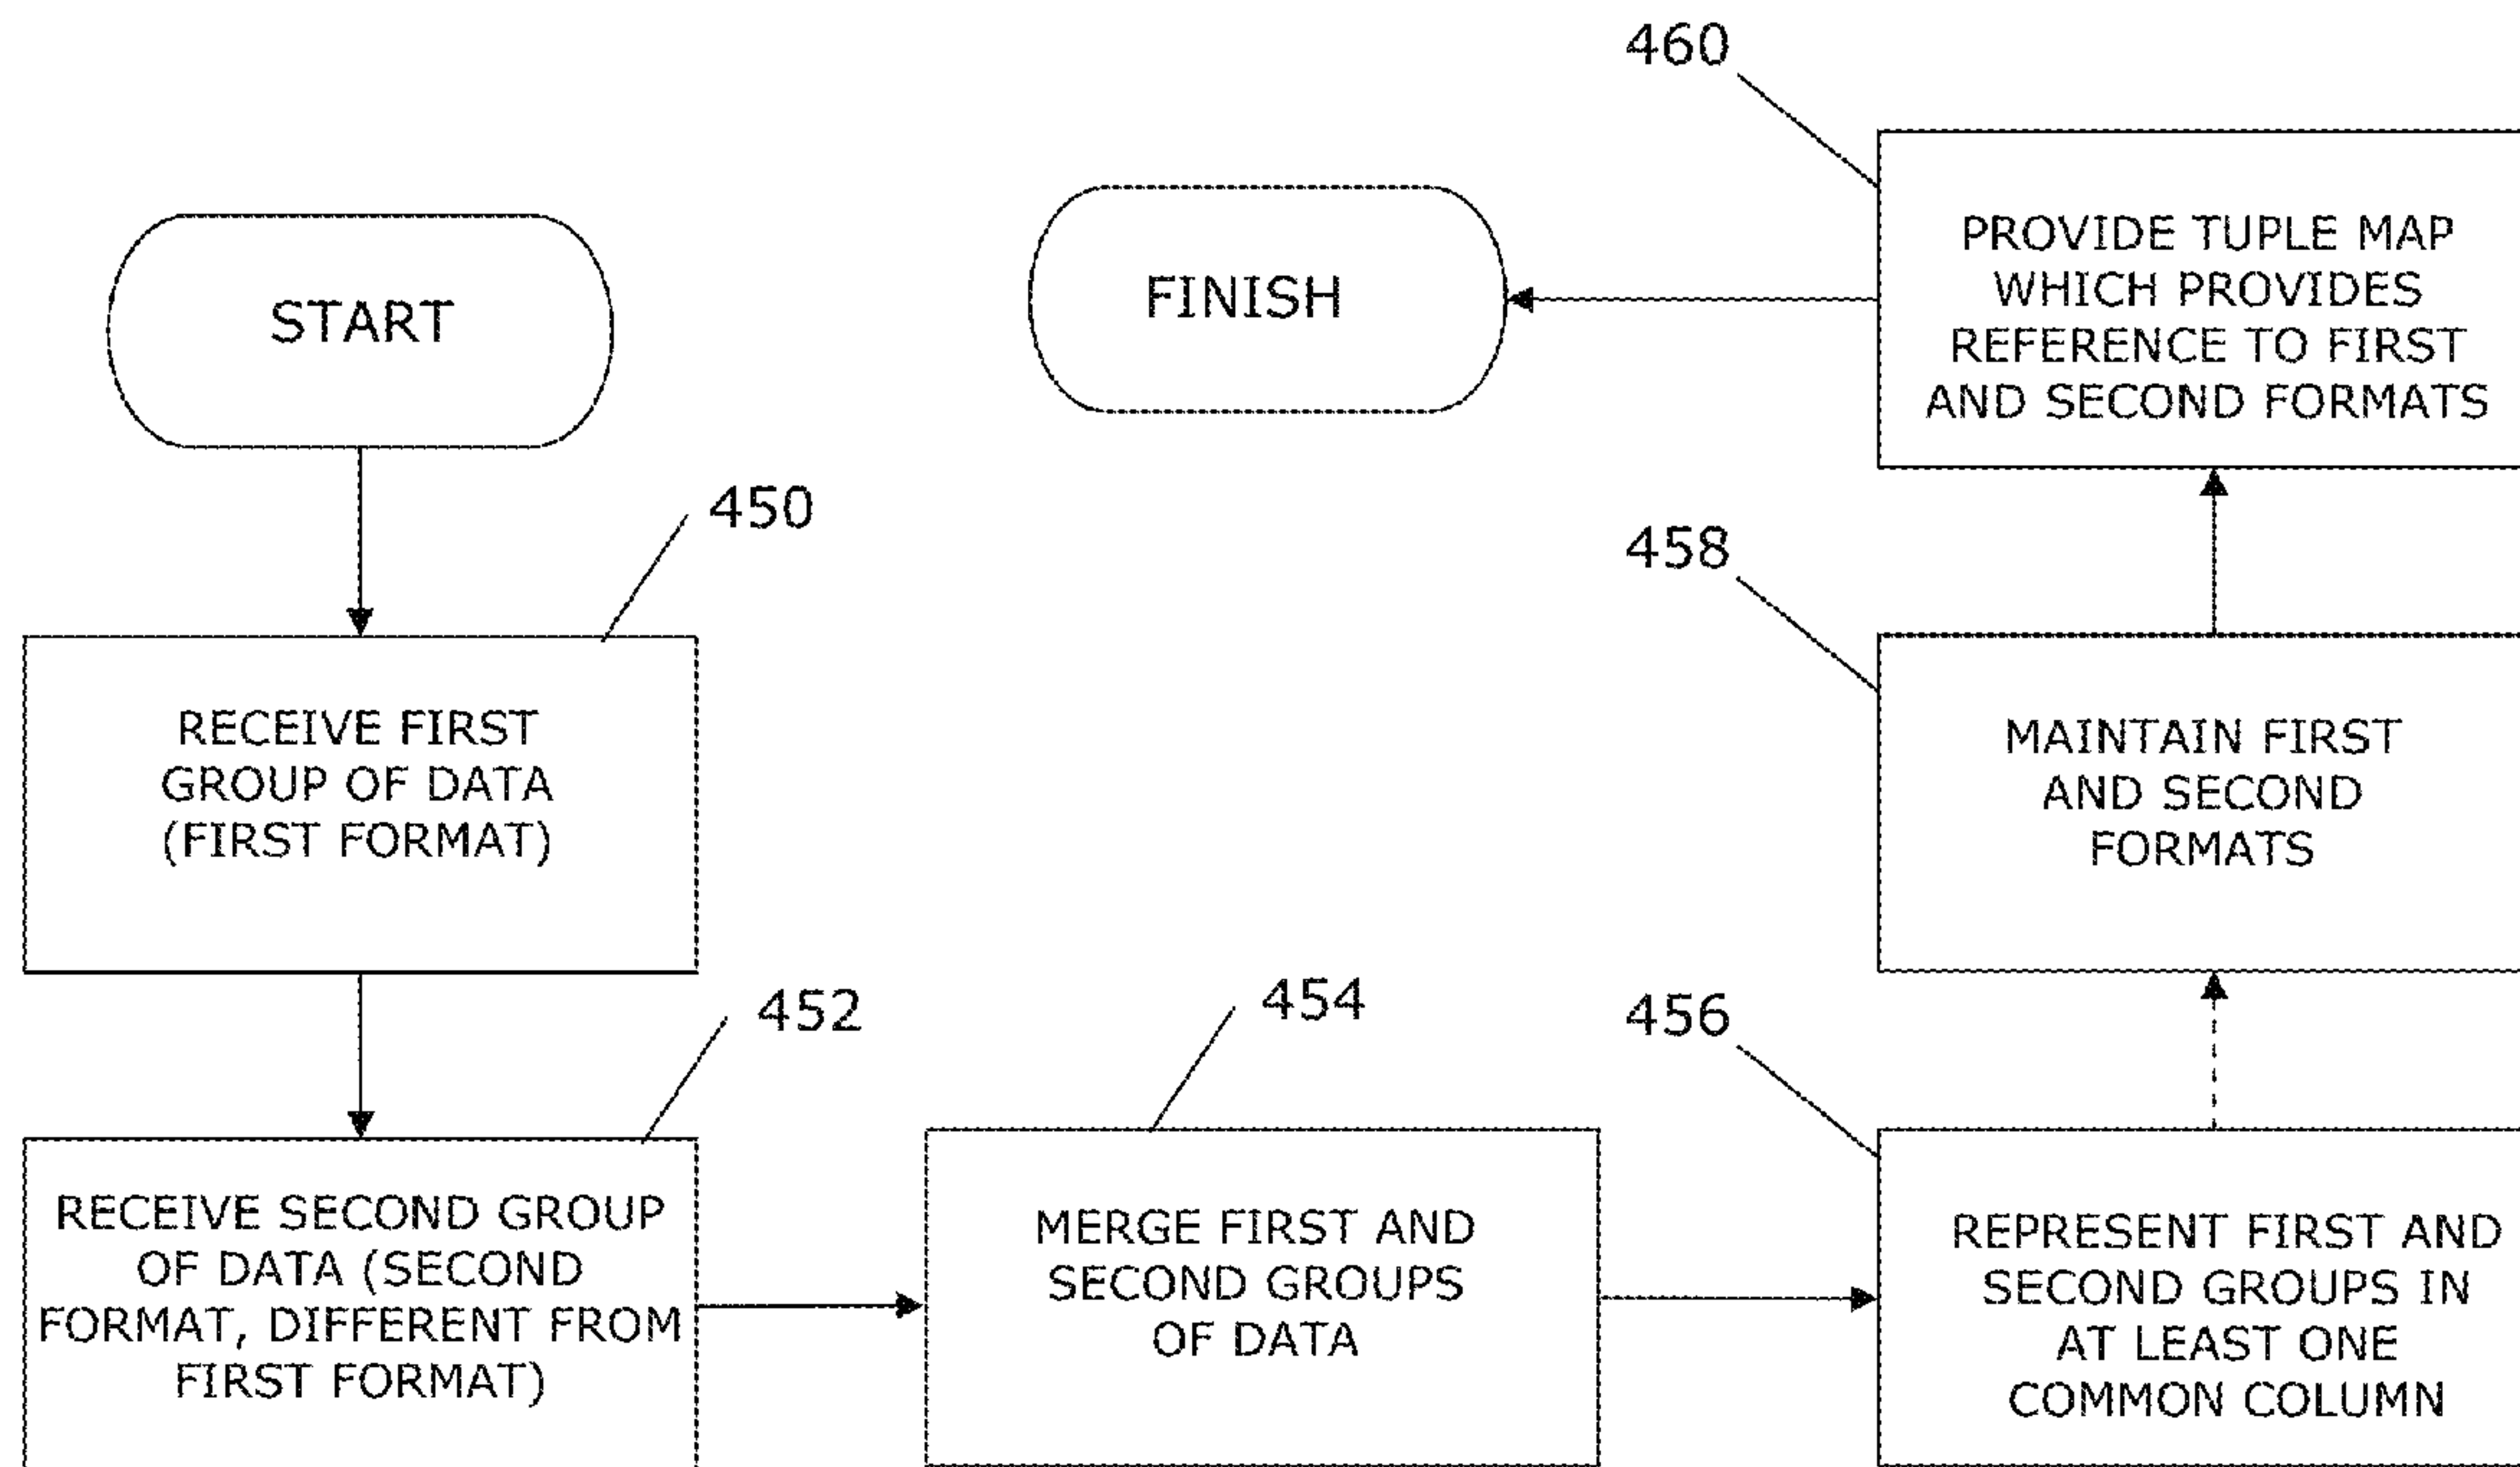 START
450
RECEIVE FIRST
GROUP OF DATA
(FIRST FORMAT)
452
RECEIVE SECOND GROUP
OF DATA (SECOND
FORMAT, DIFFERENT FROM
FIRST FORMAT)
454
MERGE FIRST AND
SECOND GROUPS
OF DATA
456
REPRESENT FIRST AND
SECOND GROUPS IN
AT LEAST ONE
COMMON COLUMN
458
MAINTAIN FIRST
AND SECOND
FORMATS
460
PROVIDE TUPLE MAP
WHICH PROVIDES
REFERENCE TO FIRST
AND SECOND FORMATS
FINISH